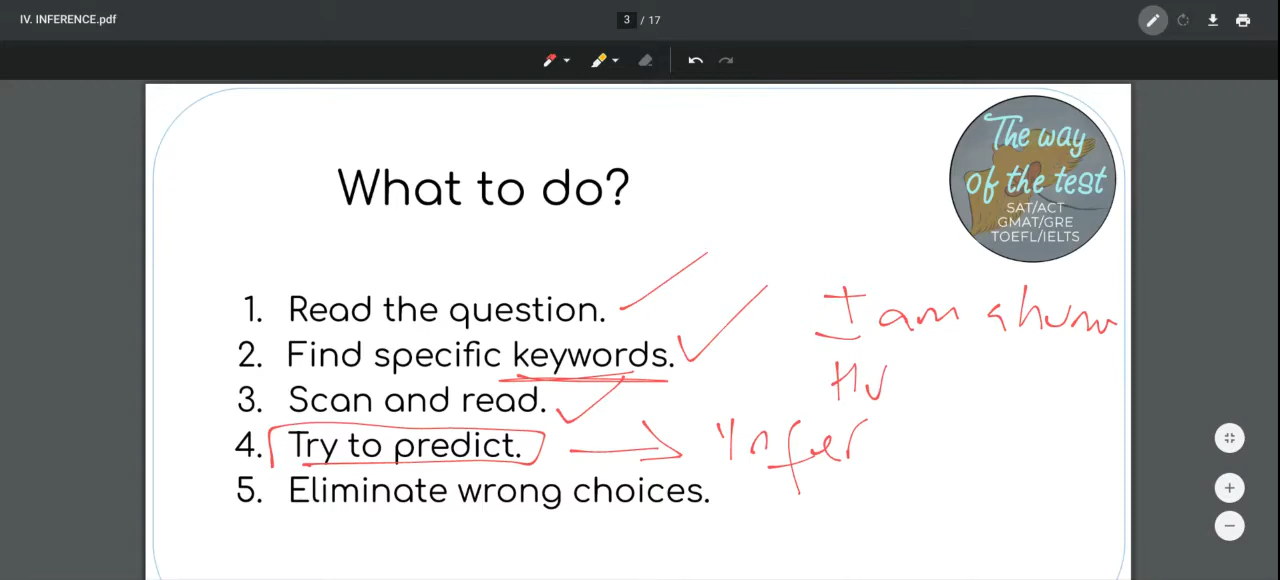 IV. INFERENCE.pdf
3 / 17
The way
of the test
SAT/ACT
GMAT/GRE
TOEFL/IELTS
What to do?
1. Read the question.
2. Find specific keywords.
3. Scan and read.
4. Try to predict.
5. Eliminate wrong choices.
I am a hum
Hu
Infer